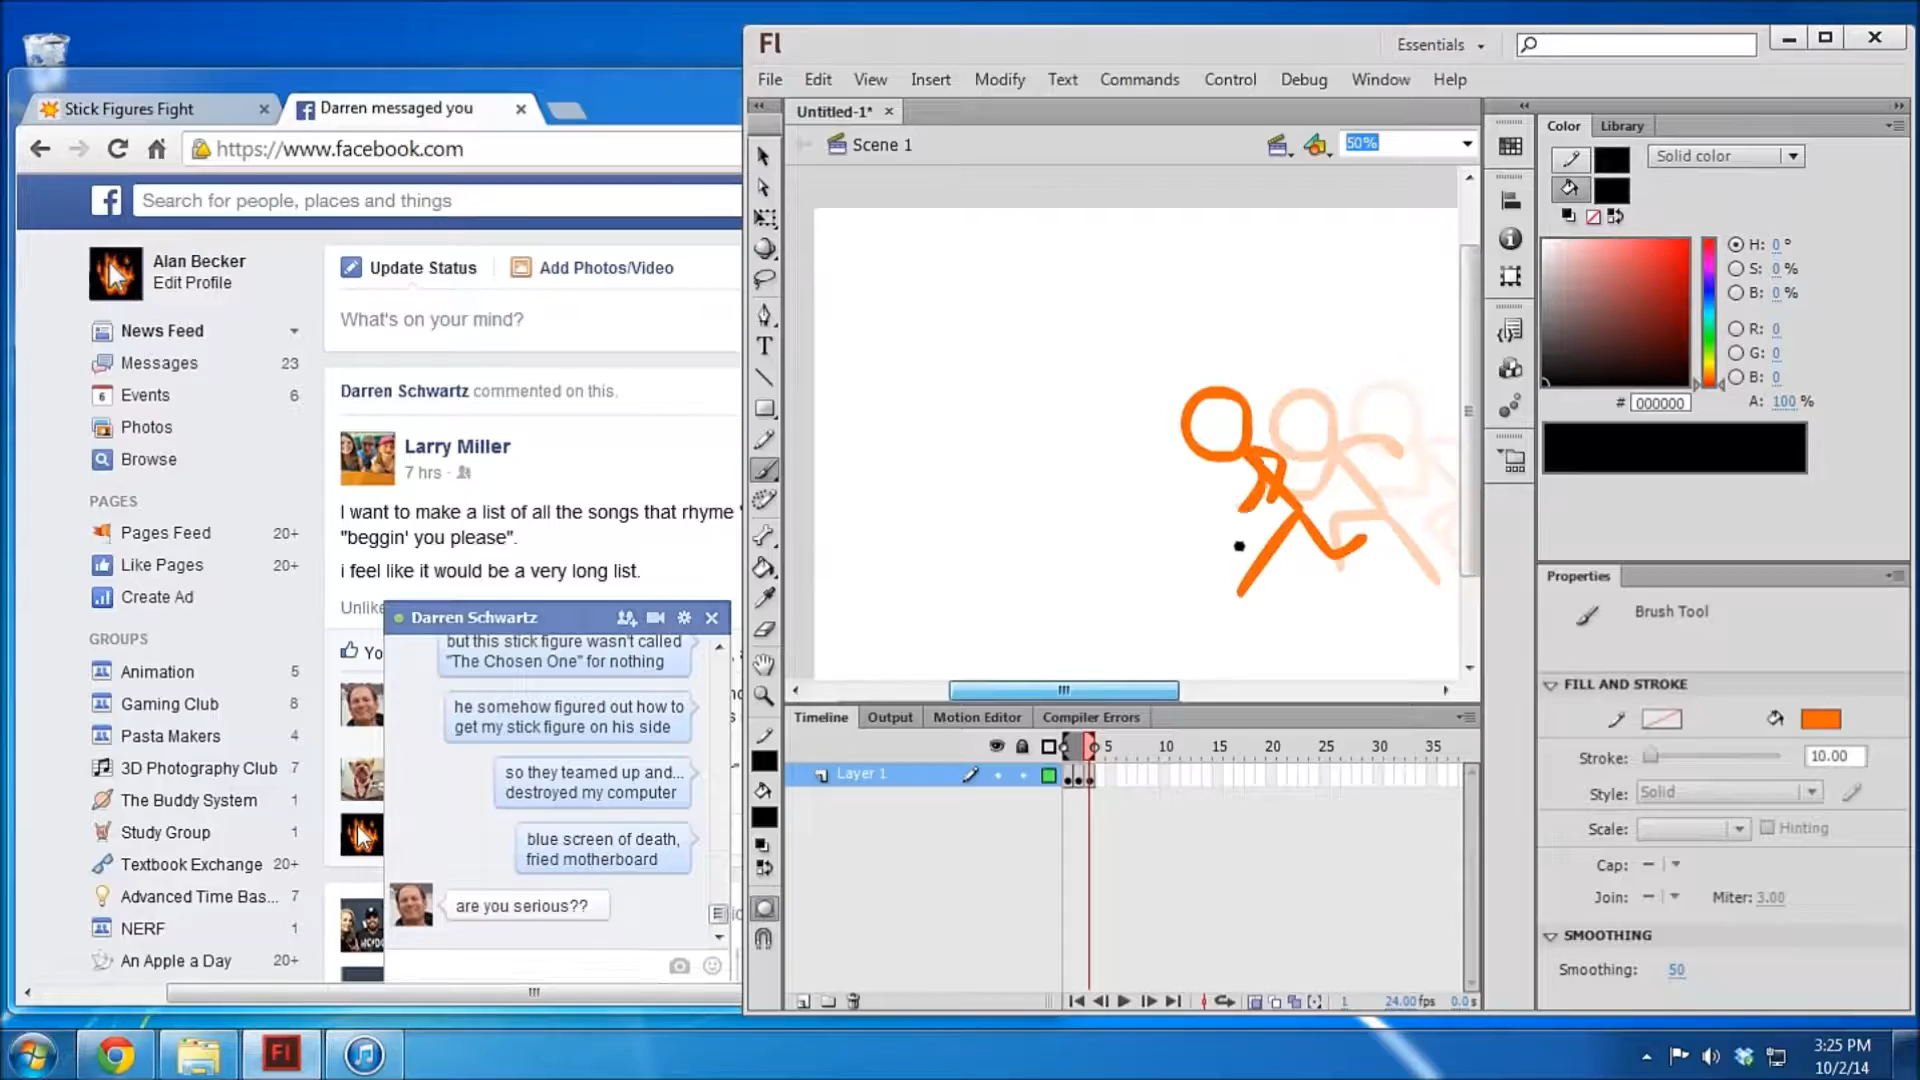 Stick Figures Fight
Darren messaged you
https://www.facebook.com
Search for people, places and things
Alan Becker
Edit Profile
News Feed
Messages 23
Events 6
Photos
Browse
PAGES
Pages Feed 20+
Like Pages 20+
Create Ad
GROUPS
Animation 5
Gaming Club 8
Pasta Makers 4
3D Photography Club 7
The Buddy System 1
Study Group 1
Textbook Exchange 20+
Advanced Time Bas... 7
NERF 1
An Apple a Day 20+
Update Status
Add Photos/Video
What's on your mind?
Darren Schwartz commented on this.
Larry Miller
7 hrs
I want to make a list of all the songs that rhyme "
"beggin' you please".
i feel like it would be a very long list.
Unlike
Yo
Darren Schwartz
but this stick figure wasn't called
"The Chosen One" for nothing
he somehow figured out how to
get my stick figure on his side
so they teamed up and...
destroyed my computer
blue screen of death,
fried motherboard
are you serious??
Fl
Essentials
File Edit View Insert Modify Text Commands Control Debug Window Help
Untitled-1*
Scene 1
50%
Timeline Output Motion Editor Compiler Errors
5 10 15 20 25 30 35
Layer 1
1 24.00fps 0.0s
Color Library
Solid color
H: 0 °
S: 0 %
B: 0 %
R: 0
G: 0
B: 0
# 000000
A: 100 %
Properties
Brush Tool
FILL AND STROKE
Stroke: 10.00
Style: Solid
Scale: Hinting
Cap:
Join: Miter: 3.00
SMOOTHING
Smoothing: 50
Fl
3:25 PM
10/2/14